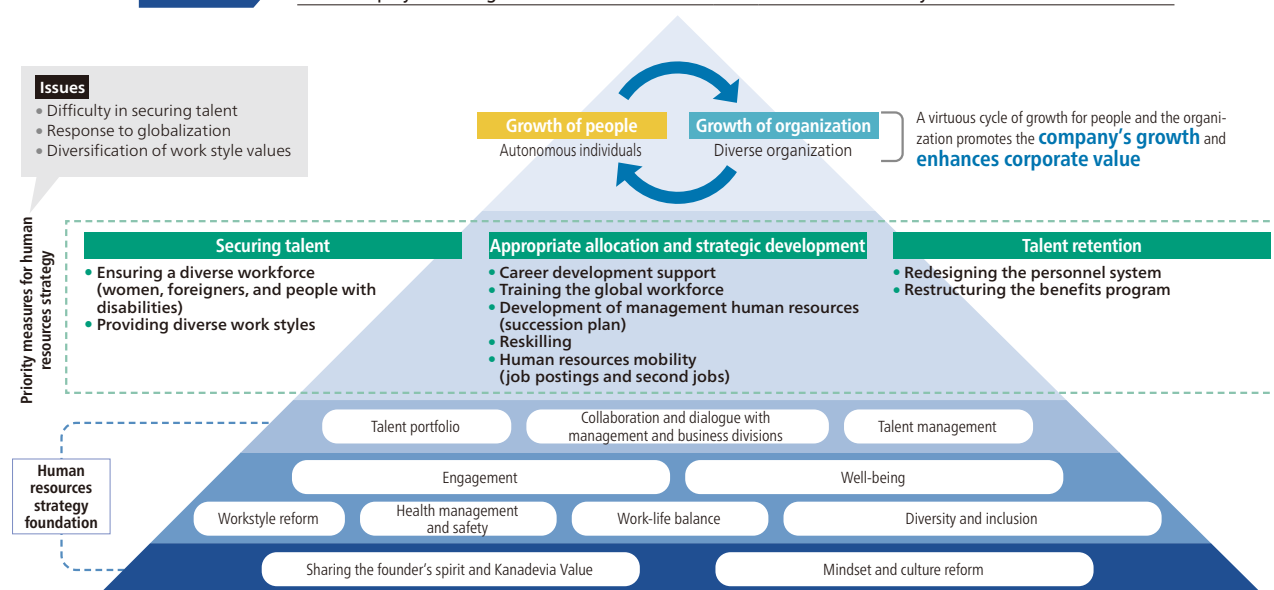 Issues
• Difficulty in securing talent
• Response to globalization
• Diversification of work style values
Growth of people
Autonomous individuals
Growth of organization
Diverse organization
A virtuous cycle of growth for people and the organi-
zation promotes the company's growth and
enhances corporate value
Priority measures for human
resources strategy
Securing talent
• Ensuring a diverse workforce
(women, foreigners, and people with
disabilities)
• Providing diverse work styles
Appropriate allocation and strategic development
• Career development support
• Training the global workforce
• Development of management human resources
(succession plan)
• Reskilling
• Human resources mobility
(job postings and second jobs)
Talent retention
• Redesigning the personnel system
• Restructuring the benefits program
Human
resources
strategy
foundation
Talent portfolio
Collaboration and dialogue with
management and business divisions
Talent management
Engagement
Well-being
Workstyle reform
Health management
and safety
Work-life balance
Diversity and inclusion
Sharing the founder's spirit and Kanadevia Value
Mindset and culture reform